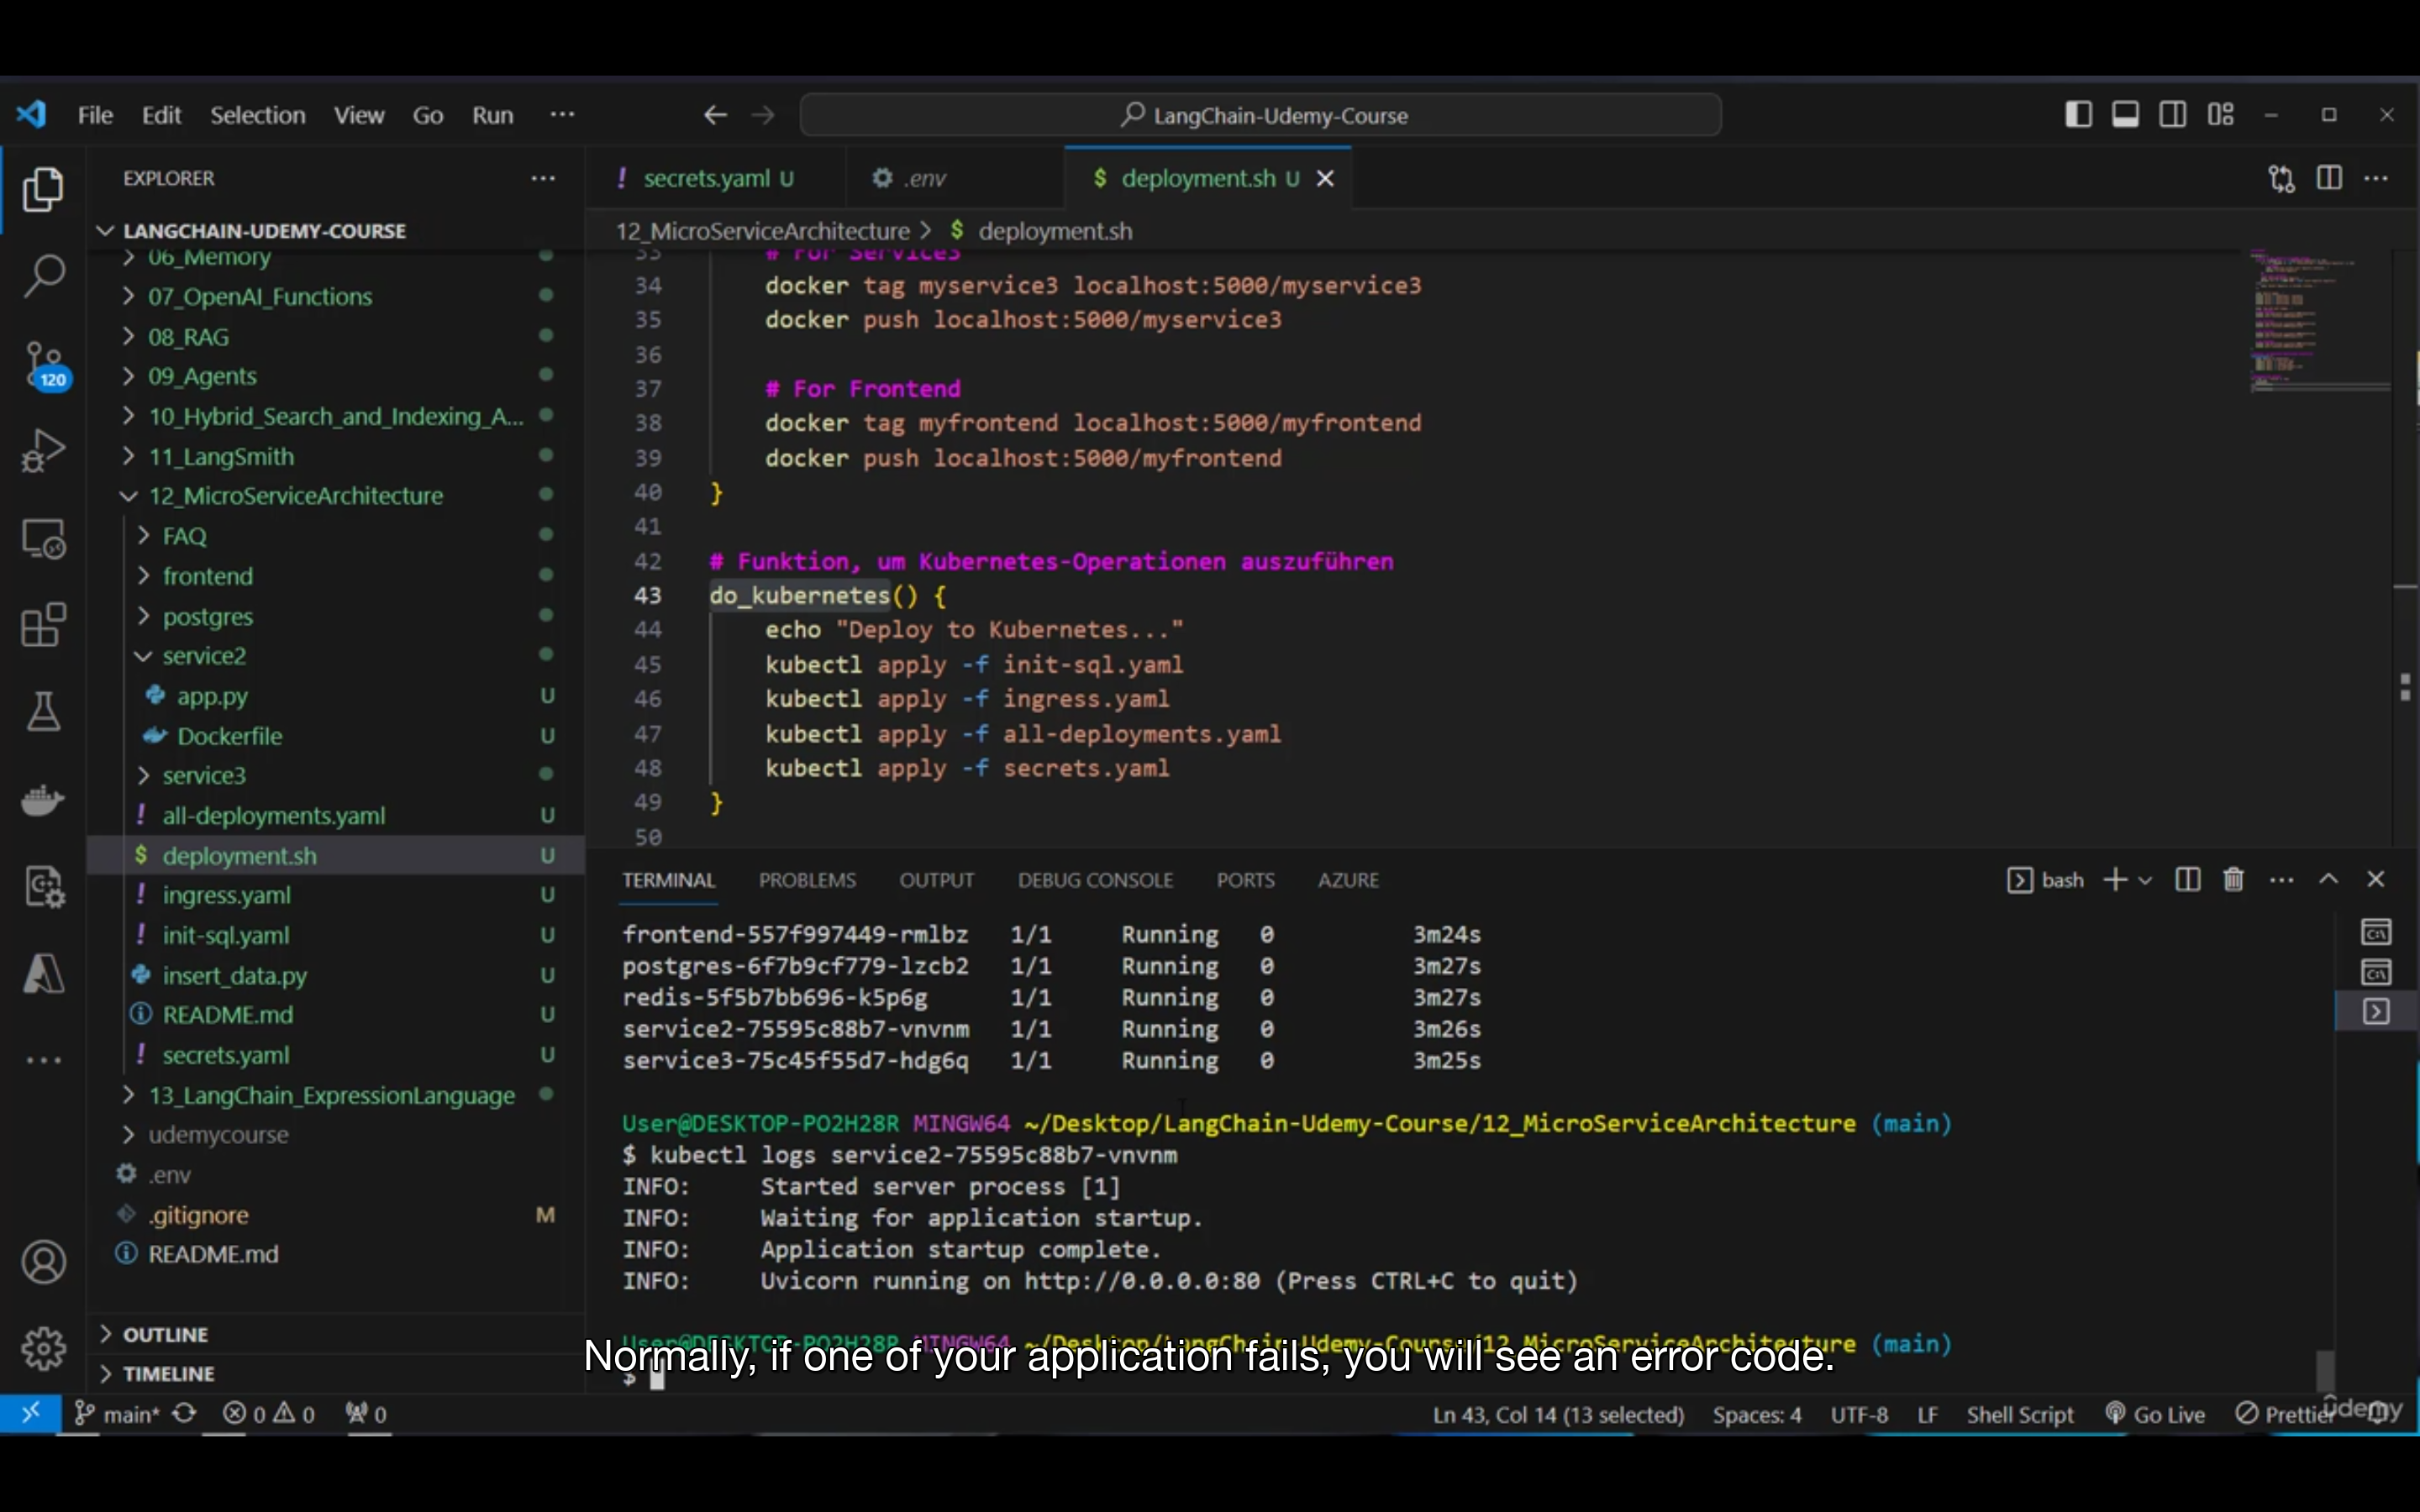 File Edit Selection View Go Run ···
LangChain-Udemy-Course
EXPLORER ···
LANGCHAIN-UDEMY-COURSE
06_Memory
07_OpenAI_Functions
08_RAG
09_Agents
10_Hybrid_Search_and_Indexing_A...
11_LangSmith
12_MicroServiceArchitecture
FAQ
frontend
postgres
service2
app.py U
Dockerfile U
service3
all-deployments.yaml U
deployment.sh U
ingress.yaml U
init-sql.yaml U
insert_data.py U
README.md U
secrets.yaml U
13_LangChain_ExpressionLanguage
udemycourse
.env
.gitignore M
README.md
OUTLINE
TIMELINE
120
! secrets.yaml U
.env
$ deployment.sh U
12_MicroServiceArchitecture > $ deployment.sh
33 # For Service3
34 docker tag myservice3 localhost:5000/myservice3
35 docker push localhost:5000/myservice3
36
37 # For Frontend
38 docker tag myfrontend localhost:5000/myfrontend
39 docker push localhost:5000/myfrontend
40 }
41
42 # Funktion, um Kubernetes-Operationen auszuführen
43 do_kubernetes() {
44 echo "Deploy to Kubernetes..."
45 kubectl apply -f init-sql.yaml
46 kubectl apply -f ingress.yaml
47 kubectl apply -f all-deployments.yaml
48 kubectl apply -f secrets.yaml
49 }
50
TERMINAL PROBLEMS OUTPUT DEBUG CONSOLE PORTS AZURE
bash
frontend-557f997449-rmlbz 1/1 Running 0 3m24s
postgres-6f7b9cf779-lzcb2 1/1 Running 0 3m27s
redis-5f5b7bb696-k5p6g 1/1 Running 0 3m27s
service2-75595c88b7-vnvnm 1/1 Running 0 3m26s
service3-75c45f55d7-hdg6q 1/1 Running 0 3m25s
User@DESKTOP-PO2H28R MINGW64 ~/Desktop/LangChain-Udemy-Course/12_MicroServiceArchitecture (main)
$ kubectl logs service2-75595c88b7-vnvnm
INFO: Started server process [1]
INFO: Waiting for application startup.
INFO: Application startup complete.
INFO: Uvicorn running on http://0.0.0.0:80 (Press CTRL+C to quit)
User@DESKTOP-PO2H28R MINGW64 ~/Desktop/LangChain-Udemy-Course/12_MicroServiceArchitecture (main)
Normally, if one of your application fails, you will see an error code.
$
main* 0 0 0
Ln 43, Col 14 (13 selected) Spaces: 4 UTF-8 LF Shell Script Go Live Prettier
ûdemy